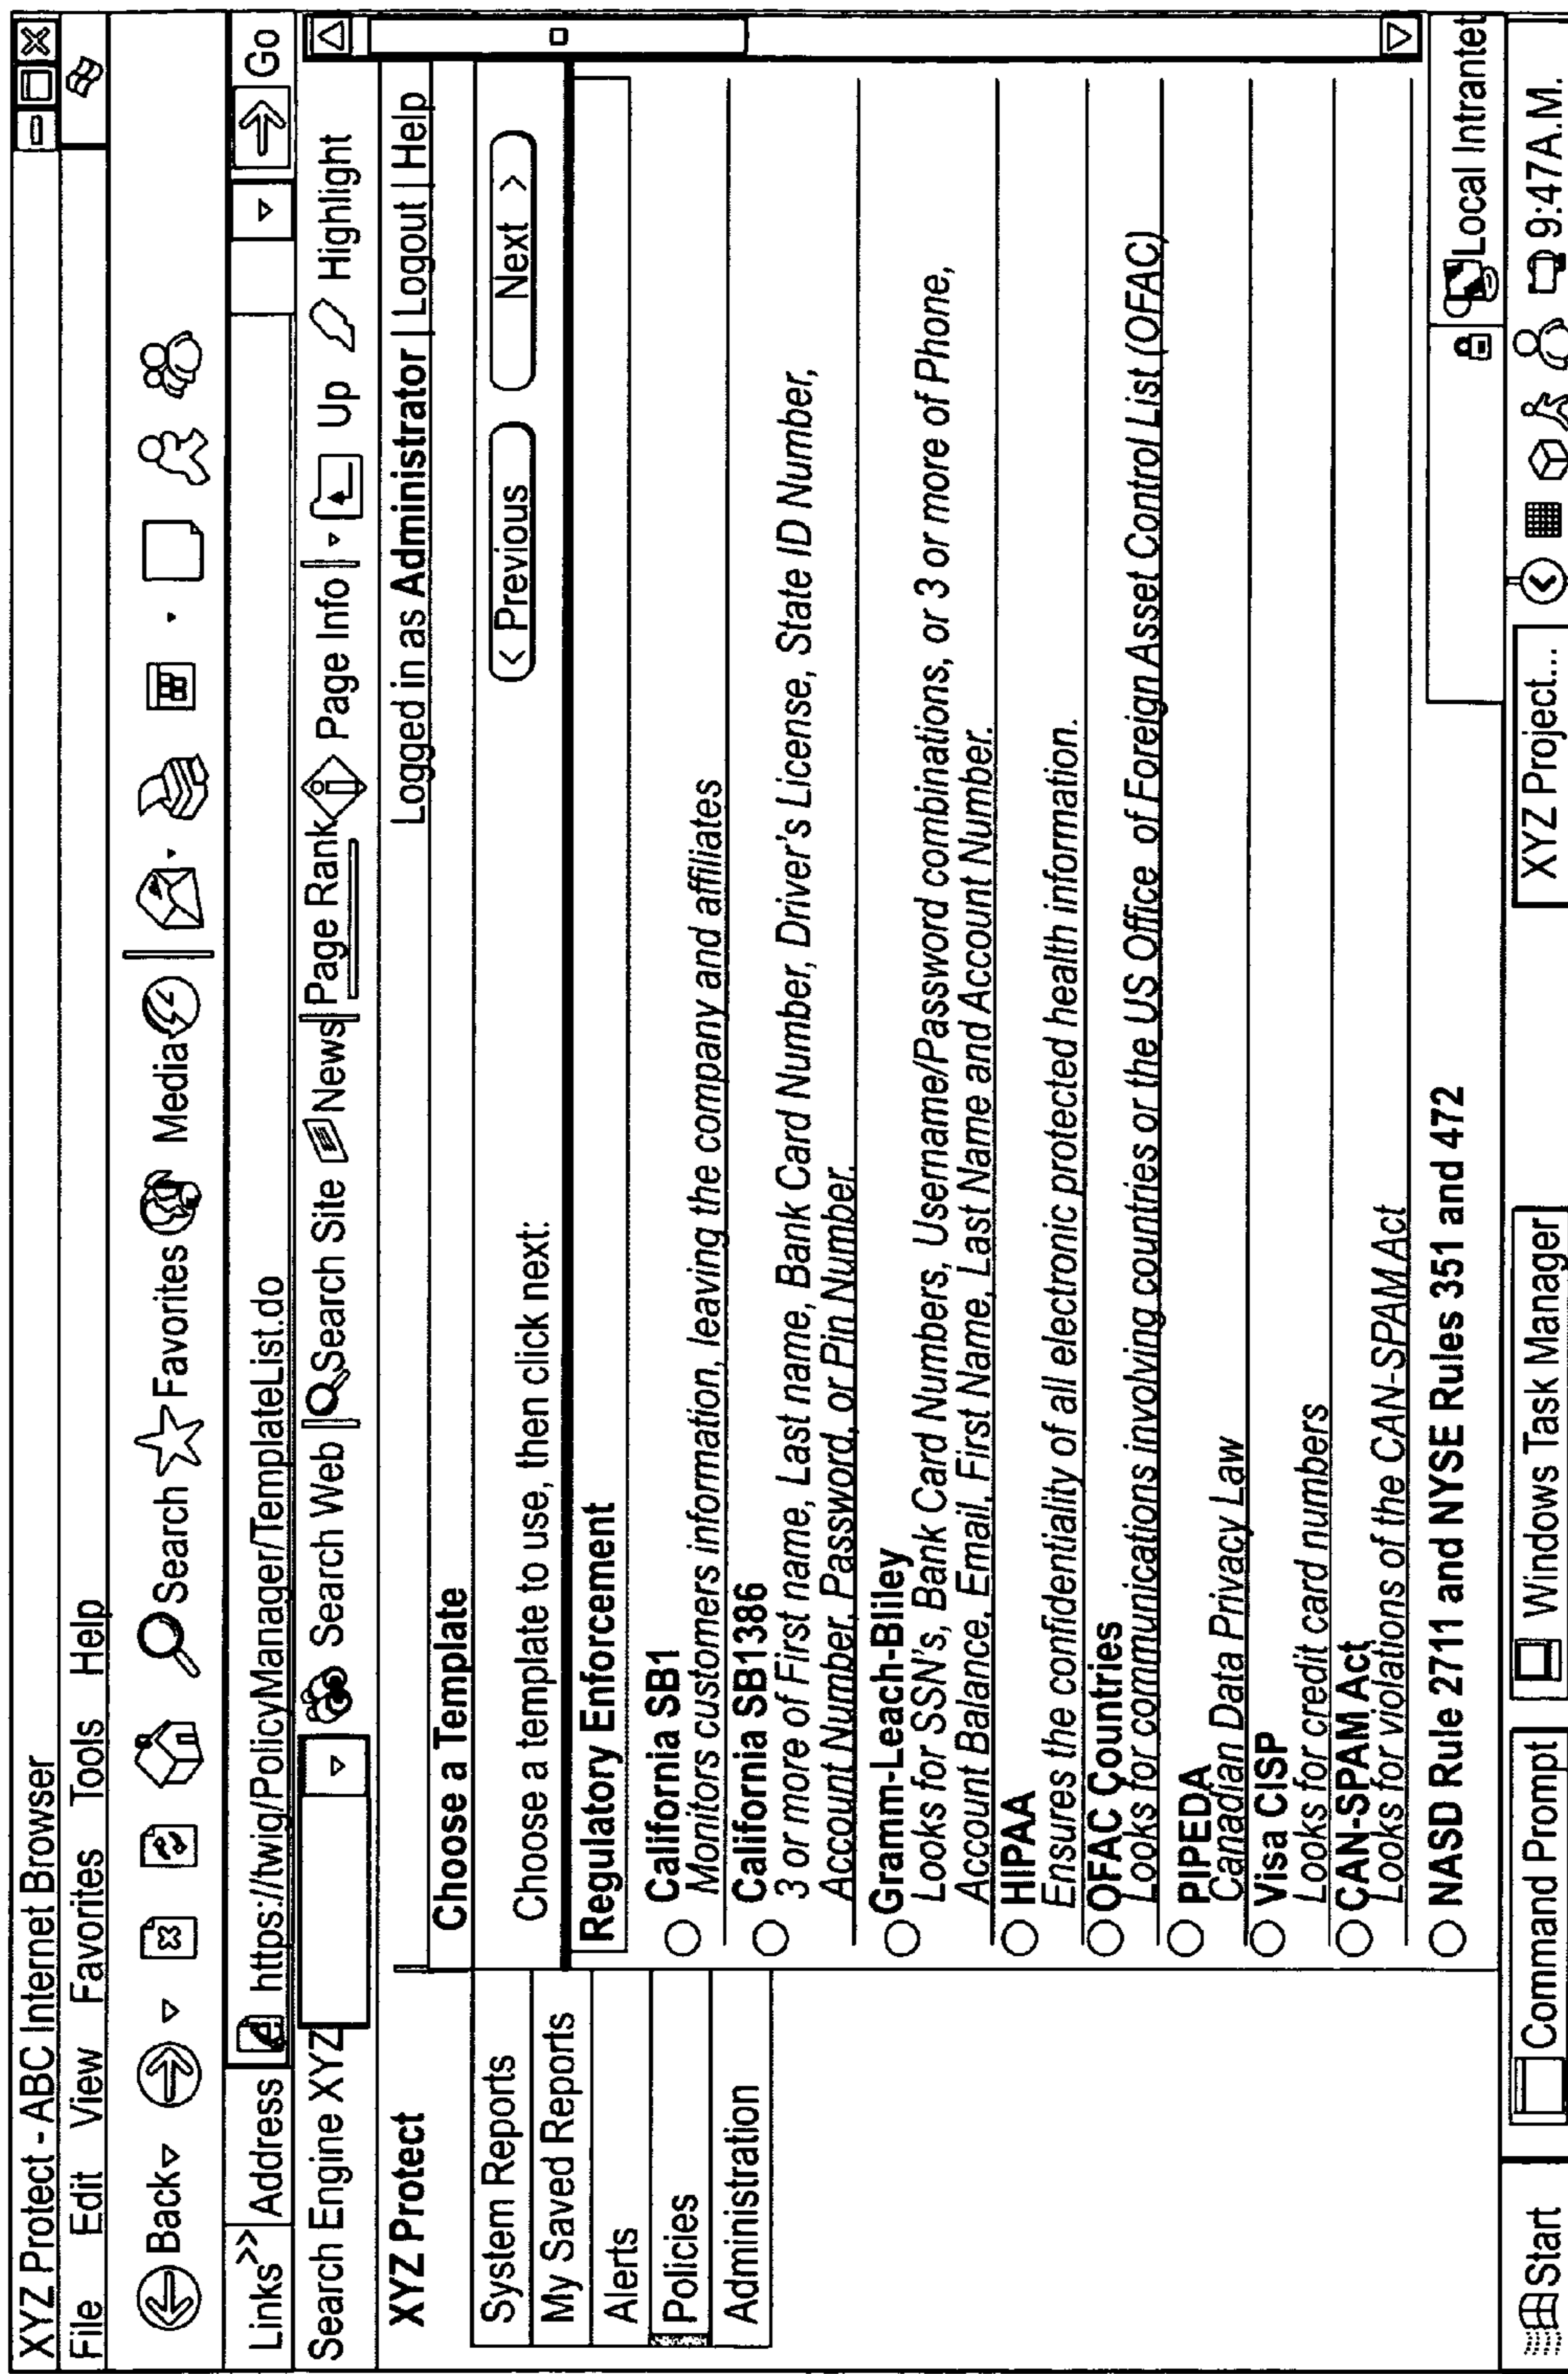 XYZ Protect - ABC Internet Browser
File Edit View Favorites Tools Help
Back Search Favorites Media
Links >> Address https://twig/PolicyManager/TemplateList.do Go
Search Engine XYZ Search Web Search Site News Page Rank Page Info Up Highlight
XYZ Protect
Logged in as Administrator | Logout | Help
System Reports
My Saved Reports
Alerts
Policies
Administration
Choose a Template
Choose a template to use, then click next:
< Previous Next >
Regulatory Enforcement
California SB1
Monitors customers information, leaving the company and affiliates
California SB1386
3 or more of First name, Last name, Bank Card Number, Driver's License, State ID Number,
Account Number, Password, or Pin Number.
Gramm-Leach-Bliley
Looks for SSN's, Bank Card Numbers, Username/Password combinations, or 3 or more of Phone,
Account Balance, Email, First Name, Last Name and Account Number.
HIPAA
Ensures the confidentiality of all electronic protected health information.
OFAC Countries
Looks for communications involving countries or the US Office of Foreign Asset Control List (OFAC)
PIPEDA
Canadian Data Privacy Law
Visa CISP
Looks for credit card numbers
CAN-SPAM Act
Looks for violations of the CAN-SPAM Act
NASD Rule 2711 and NYSE Rules 351 and 472
Local Intrantet
Start Command Prompt Windows Task Manager XYZ Project... 9:47A.M.